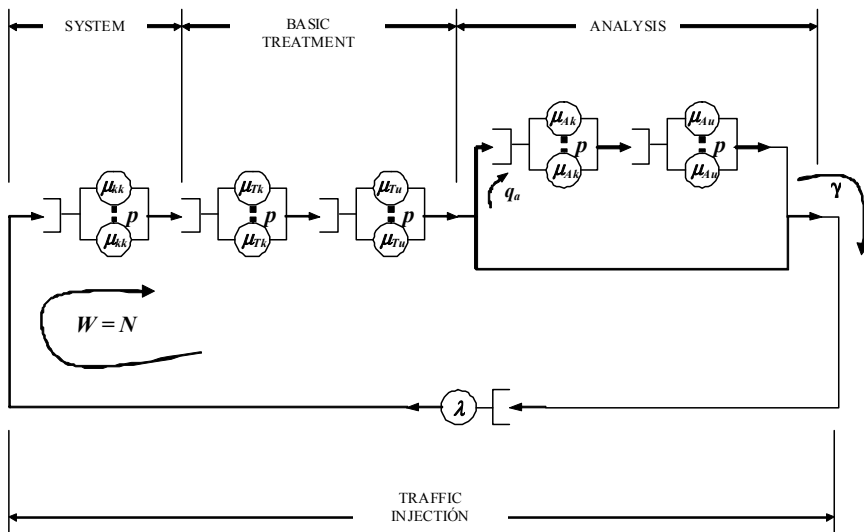 SYSTEM
BASIC
TREATMENT
ANALYSIS
μAk
μAu
p
p
μAk
μAu
qa
γ
μkk
μTk
μTu
p
p
p
μkk
μTk
μTu
W = N
λ
TRAFFIC
INJECTIÓN